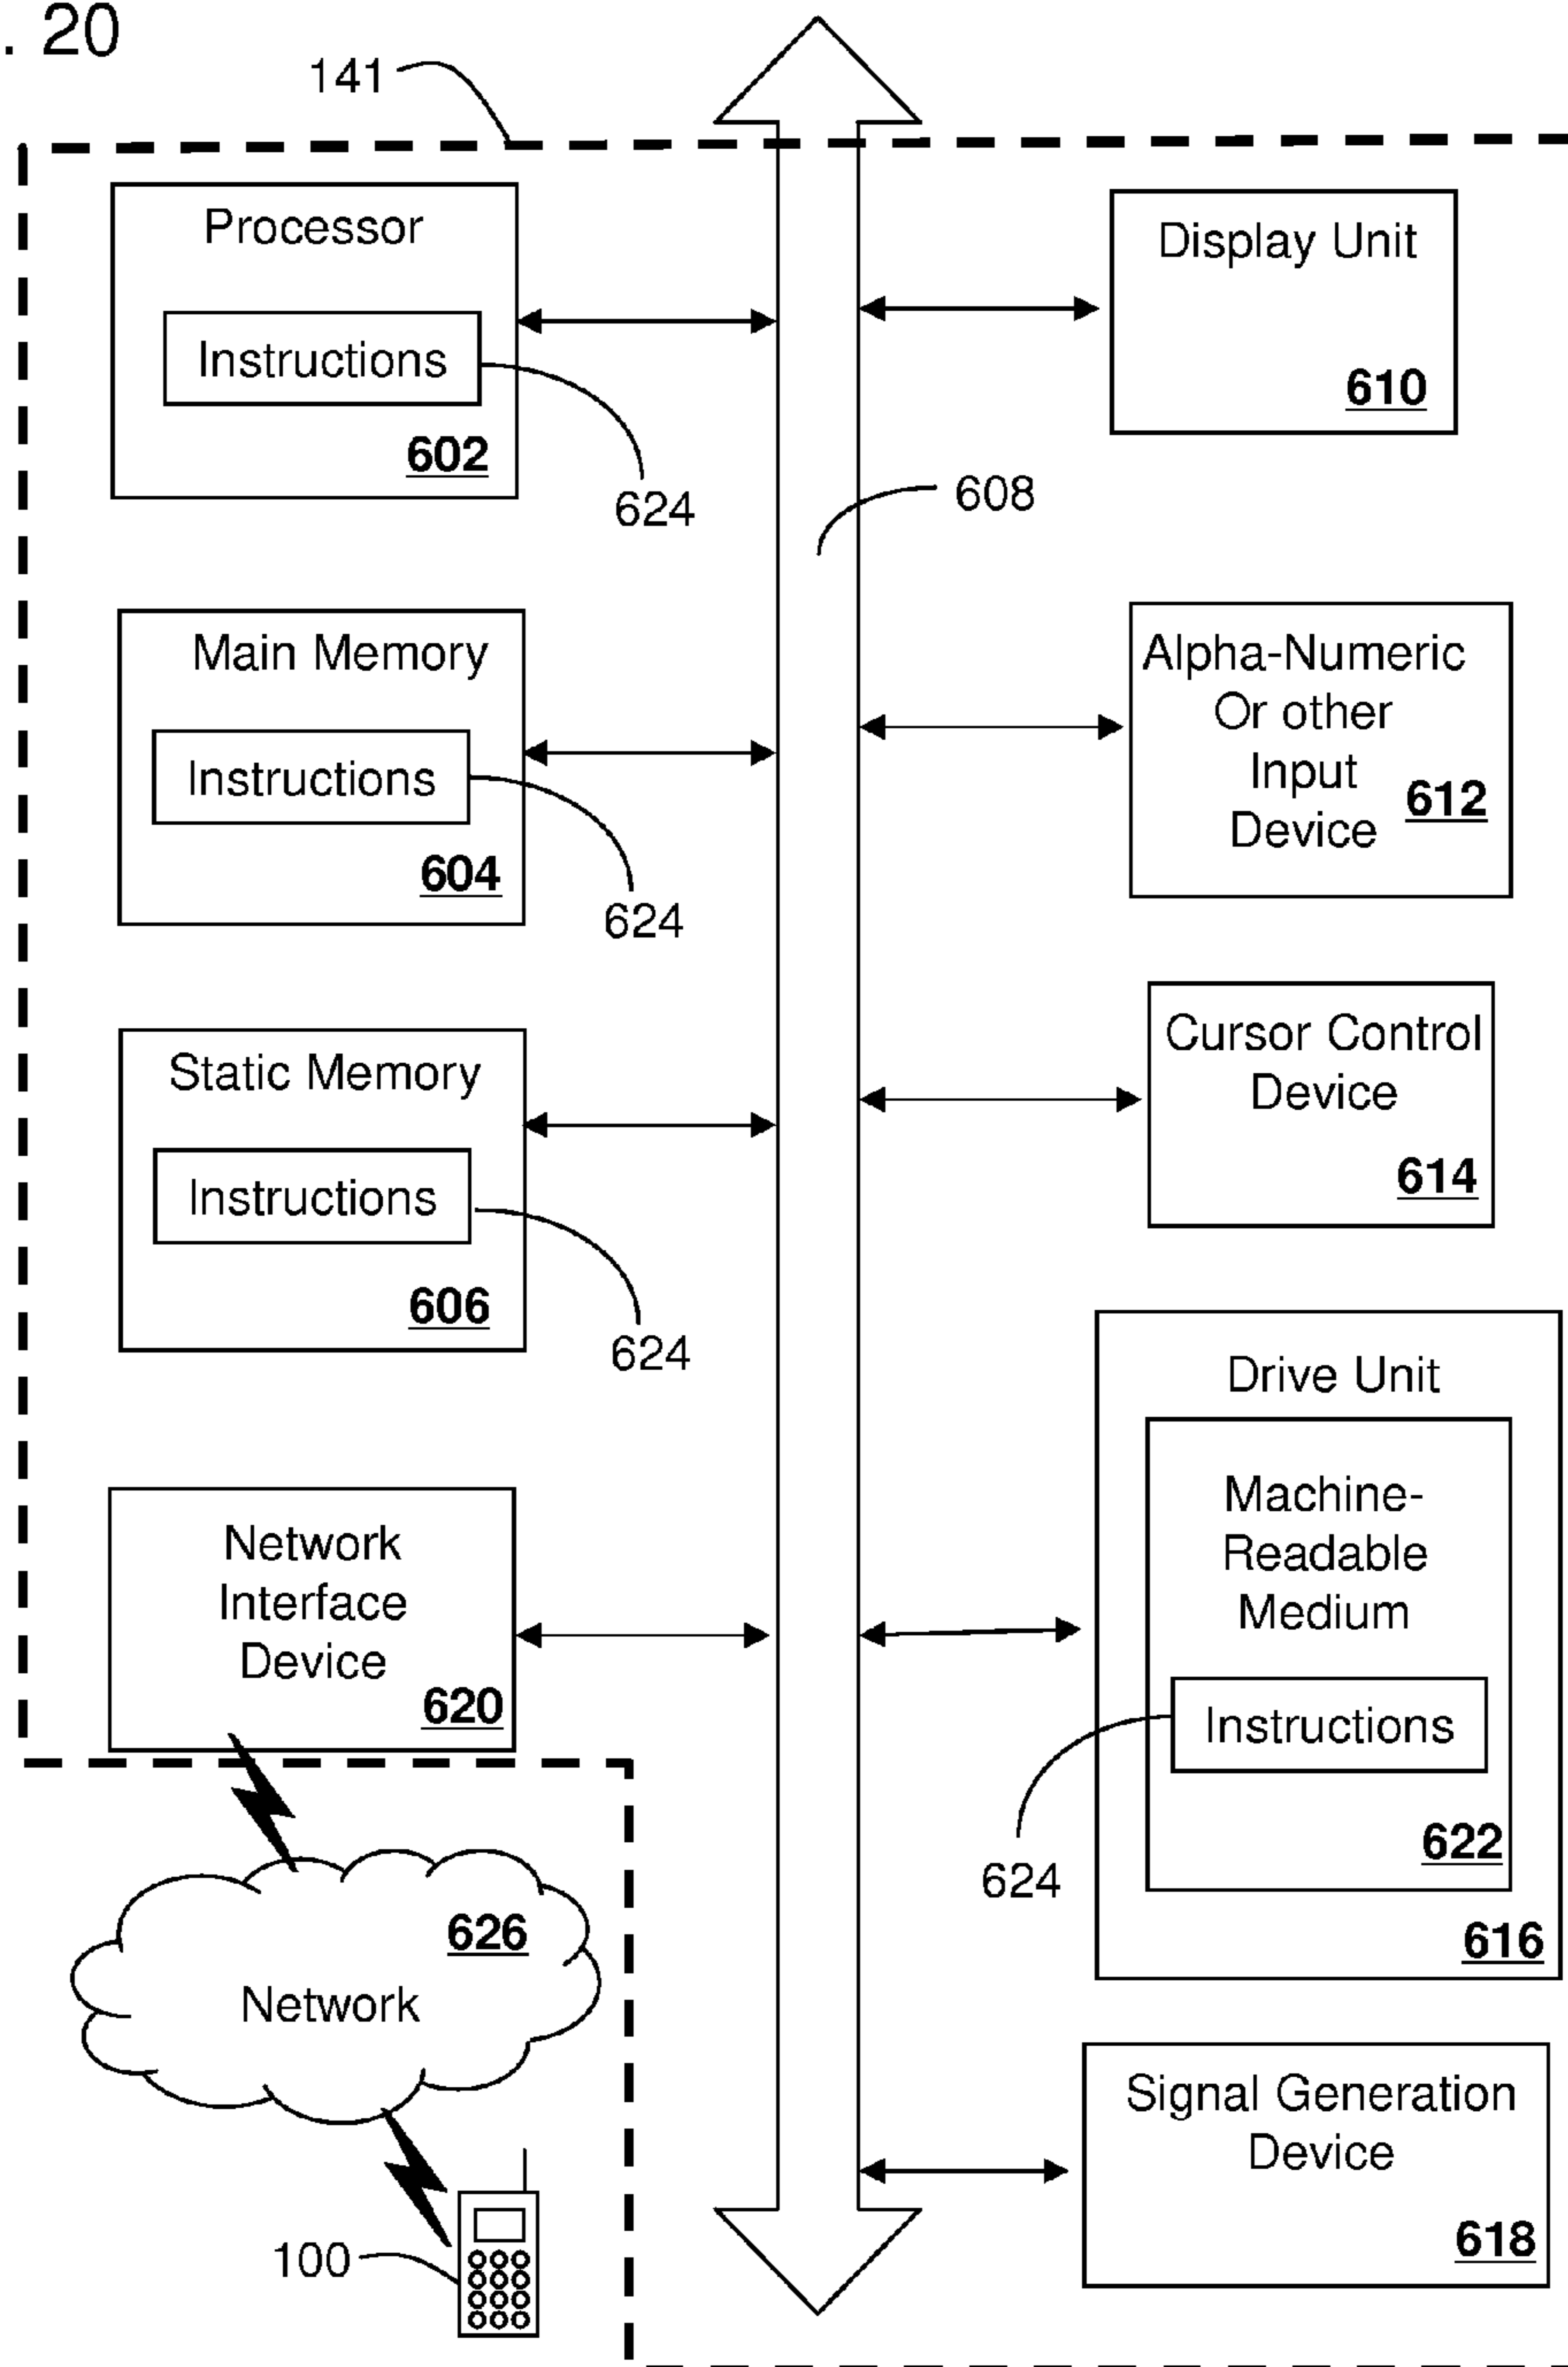 . 20
141
Processor
Instructions
602
624
Display Unit
610
608
Main Memory
Instructions
604
624
Alpha-Numeric
Or other
Input
Device
612
Static Memory
Instructions
606
624
Cursor Control
Device
614
Network
Interface
Device
620
Drive Unit
Machine-
Readable
Medium
Instructions
622
624
616
626
Network
100
Signal Generation
Device
618